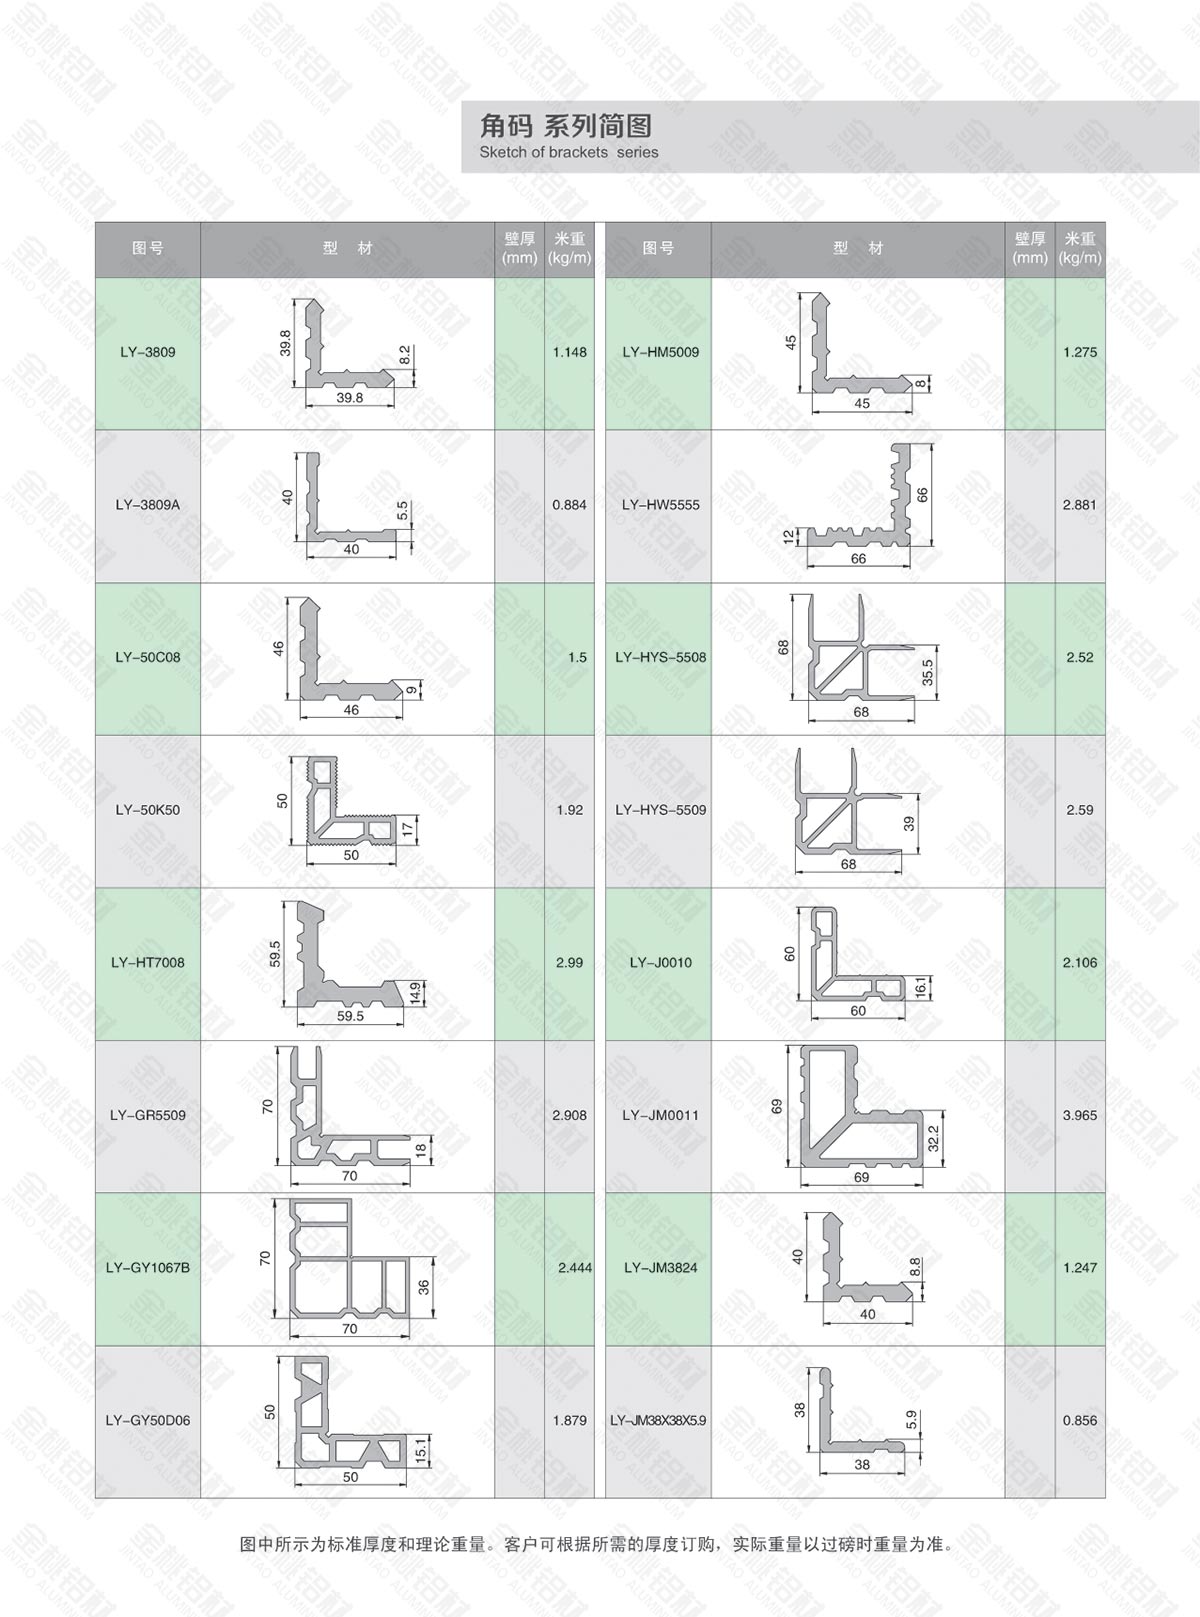 角码 系列简图
Sketch of brackets series
图号 型 材 壁厚(mm) 米重(kg/m) 图号 型 材 壁厚(mm) 米重(kg/m)
LY-3809 39.8 8.2 39.8 1.148
LY-HM5009 45 8 45 1.275
LY-3809A 40 5.5 40 0.884
LY-HW5555 66 12 66 2.881
LY-50C08 46 9 46 1.5
LY-HYS-5508 68 35.5 68 2.52
LY-50K50 50 17 50 1.92
LY-HYS-5509 39 68 2.59
LY-HT7008 59.5 14.9 59.5 2.99
LY-J0010 60 16.1 60 2.106
LY-GR5509 70 18 70 2.908
LY-JM0011 69 32.2 69 3.965
LY-GY1067B 70 36 70 2.444
LY-JM3824 40 8.8 40 1.247
LY-GY50D06 50 15.1 50 1.879
LY-JM38X38X5.9 38 5.9 38 0.856
图中所示为标准厚度和理论重量。客户可根据所需的厚度订购，实际重量以过磅时重量为准。
金桃铝材
JINTAO ALUMINIUM